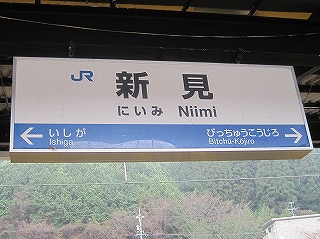 JR 新見
にいみ Niimi
← いしが びっちゅうこうじろ →
Ishiga Bitchū-Kōjiro